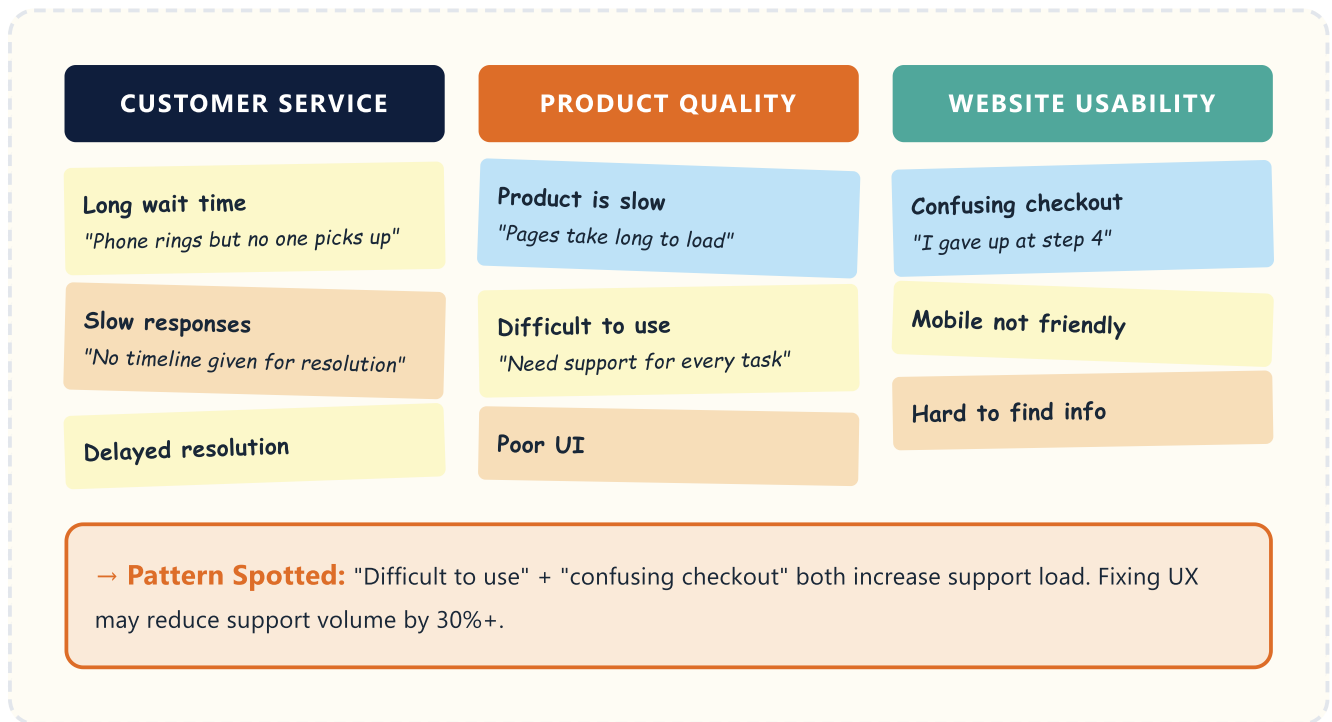 CUSTOMER SERVICE
Long wait time
"Phone rings but no one picks up"
Slow responses
"No timeline given for resolution"
Delayed resolution
PRODUCT QUALITY
Product is slow
"Pages take long to load"
Difficult to use
"Need support for every task"
Poor UI
WEBSITE USABILITY
Confusing checkout
"I gave up at step 4"
Mobile not friendly
Hard to find info
→ Pattern Spotted: "Difficult to use" + "confusing checkout" both increase support load. Fixing UX
may reduce support volume by 30%+.